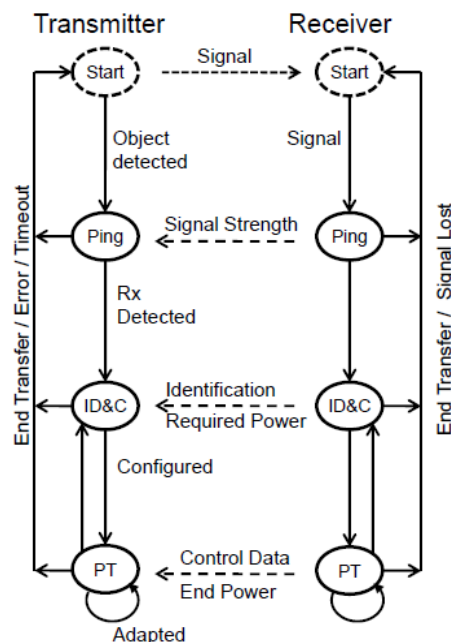 Transmitter Receiver
Start Signal Start
Object
detected
Signal
Ping Signal Strength Ping
Rx
Detected
End Transfer / Error / Timeout
End Transfer / Signal Lost
ID&C Identification ID&C
Required Power
Configured
PT Control Data PT
End Power
Adapted